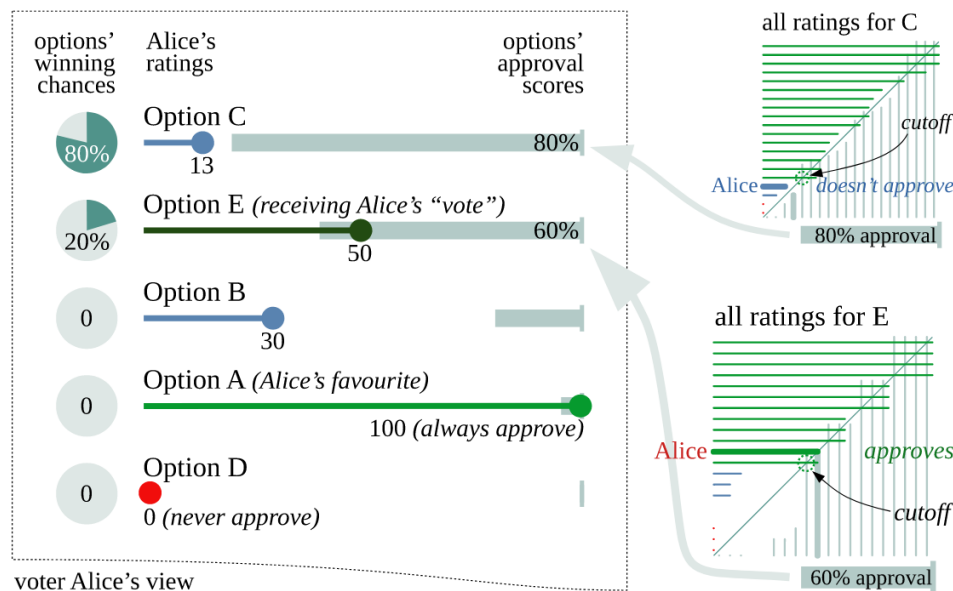 options’
winning
chances
Alice’s
ratings
options’
approval
scores
Option C
80%
13
80%
Option E (receiving Alice’s “vote”)
20%
50
60%
Option B
0
30
Option A (Alice’s favourite)
0
100 (always approve)
Option D
0
0 (never approve)
voter Alice’s view
all ratings for C
cutoff
Alice
doesn’t approve
80% approval
all ratings for E
Alice
approves
cutoff
60% approval